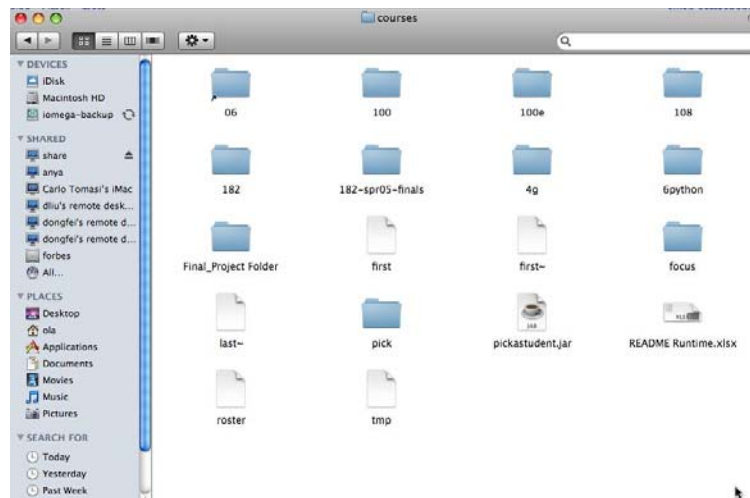 courses
DEVICES
iDisk
Macintosh HD
iomega-backup
SHARED
share
anya
Carlo Tomasi's iMac
dliu's remote desk...
dongfei's remote d...
dongfei's remote d...
forbes
All...
PLACES
Desktop
ola
Applications
Documents
Movies
Music
Pictures
SEARCH FOR
Today
Yesterday
Past Week
06 100 100e 108
182 182-spr05-finals 4g 6python
Final_Project Folder first first~ focus
JAR
XLSX
last~ pick pickastudent.jar README Runtime.xlsx
roster tmp